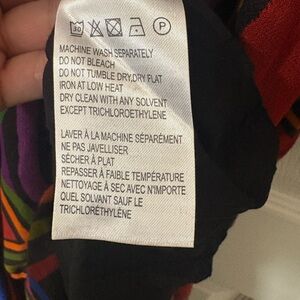 30 P
MACHINE WASH SEPARATELY
DO NOT BLEACH
DO NOT TUMBLE DRY,DRY FLAT
IRON AT LOW HEAT
DRY CLEAN WITH ANY SOLVENT
EXCEPT TRICHLOROETHYLENE
LAVER À LA MACHINE SÉPARÉMENT
NE PAS JAVELLISER
SÉCHER À PLAT
REPASSER À FAIBLE TEMPÉRATURE
NETTOYAGE À SEC AVEC N'IMPORTE
QUEL SOLVANT SAUF LE
TRICHLORÉTHYLÈNE